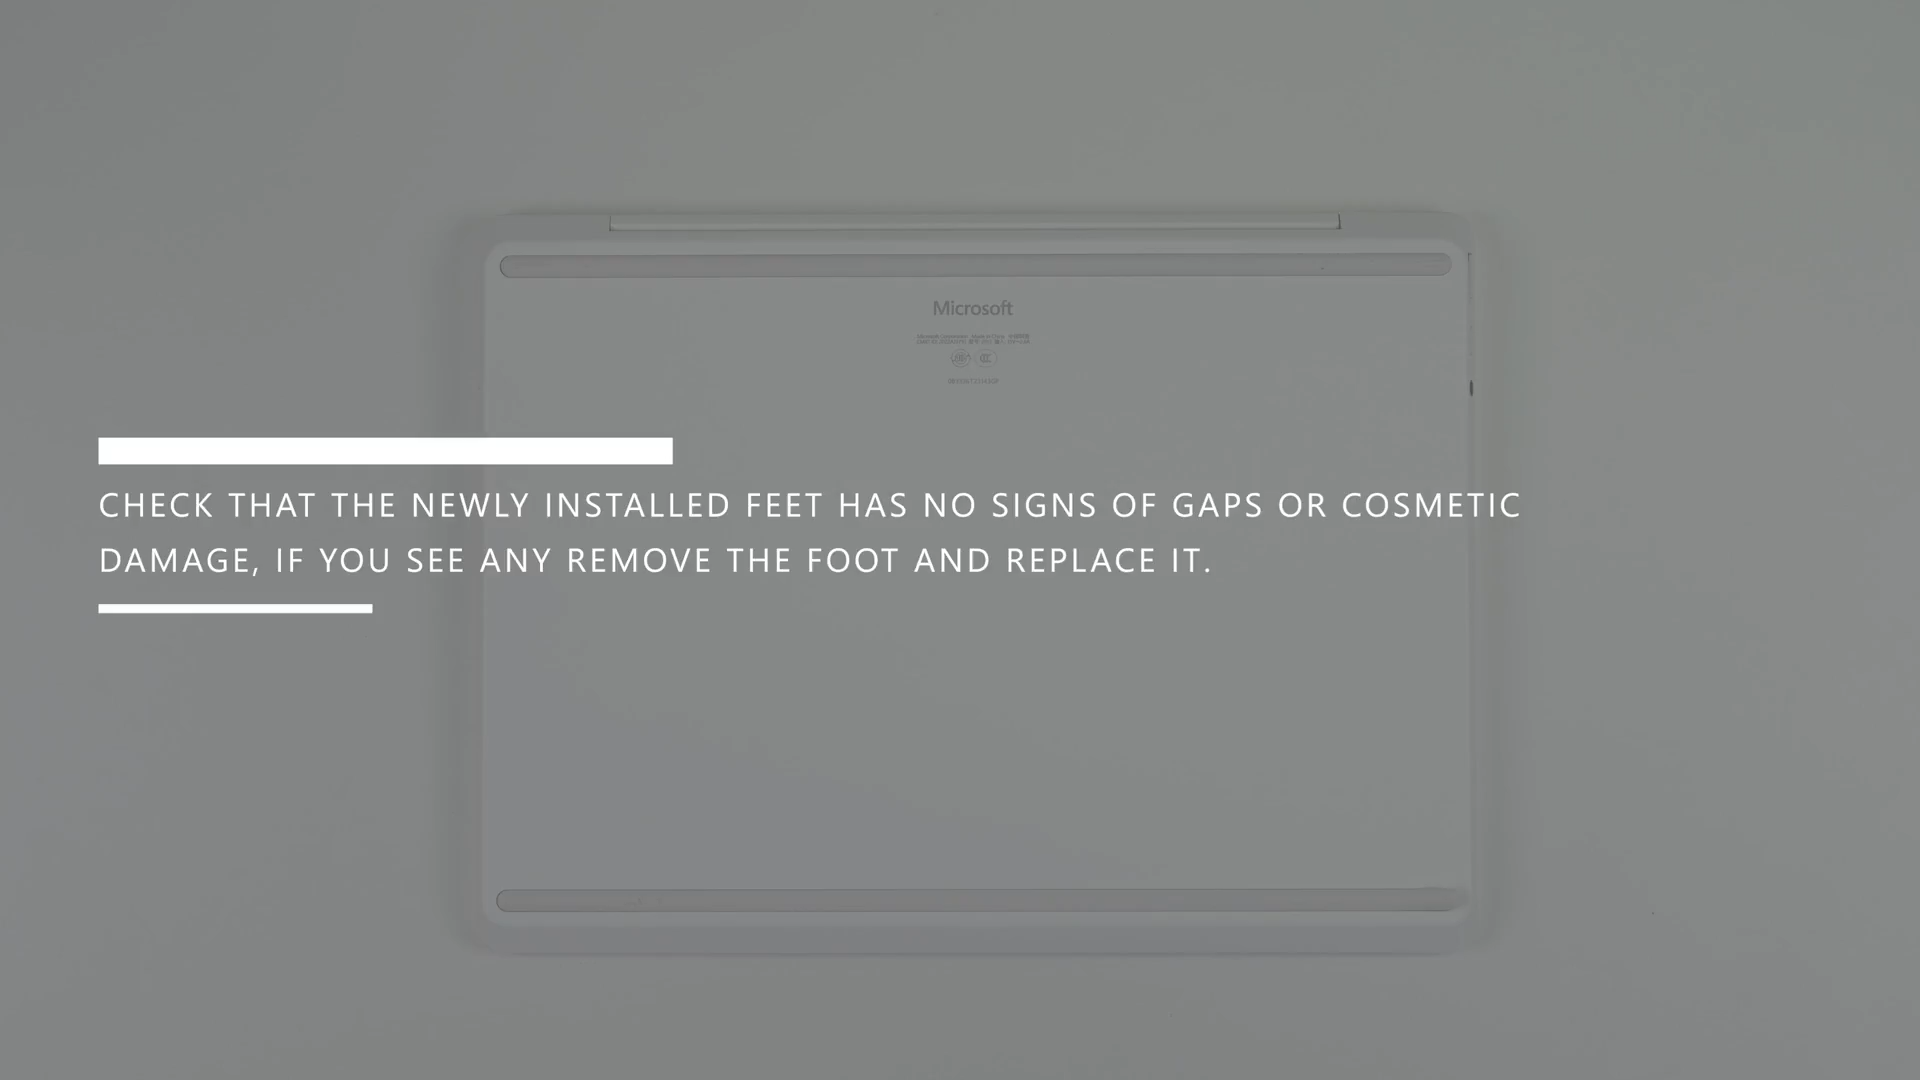 Microsoft
CHECK THAT THE NEWLY INSTALLED FEET HAS NO SIGNS OF GAPS OR COSMETIC
DAMAGE, IF YOU SEE ANY REMOVE THE FOOT AND REPLACE IT.